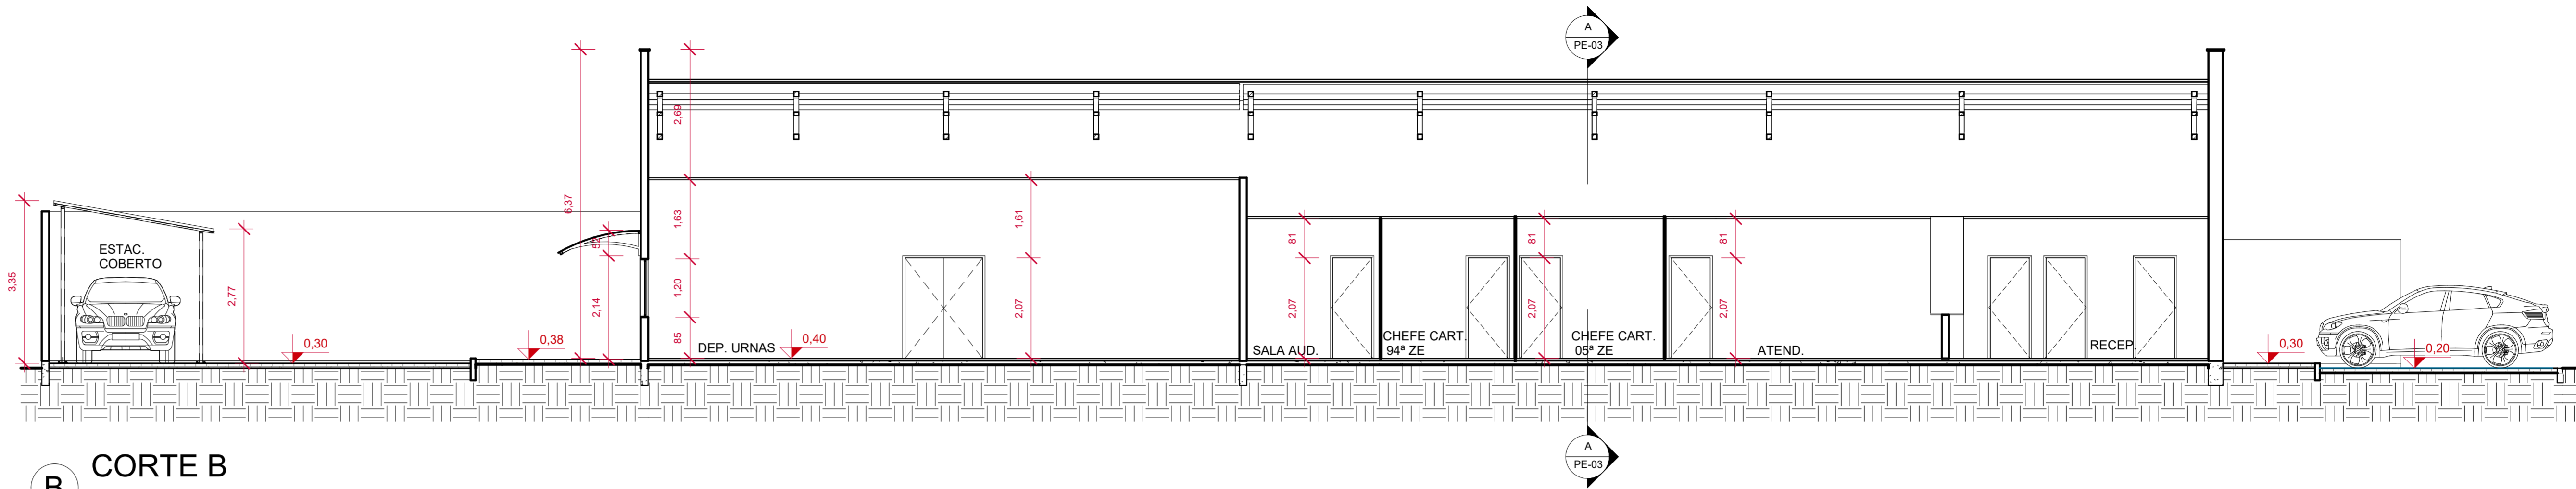 A
PE-03
2,69
6,37
1,63
1,61
ESTAC.
COBERTO
52
81
81
81
3,35
2,77
2,14
1,20
2,07
2,07
2,07
2,07
85
DEP. URNAS
0,40
0,30
0,38
SALA AUD.
CHEFE CART.
94ª ZE
CHEFE CART.
05ª ZE
ATEND.
RECEP.
0,30
0,20
A
PE-03
CORTE B
B